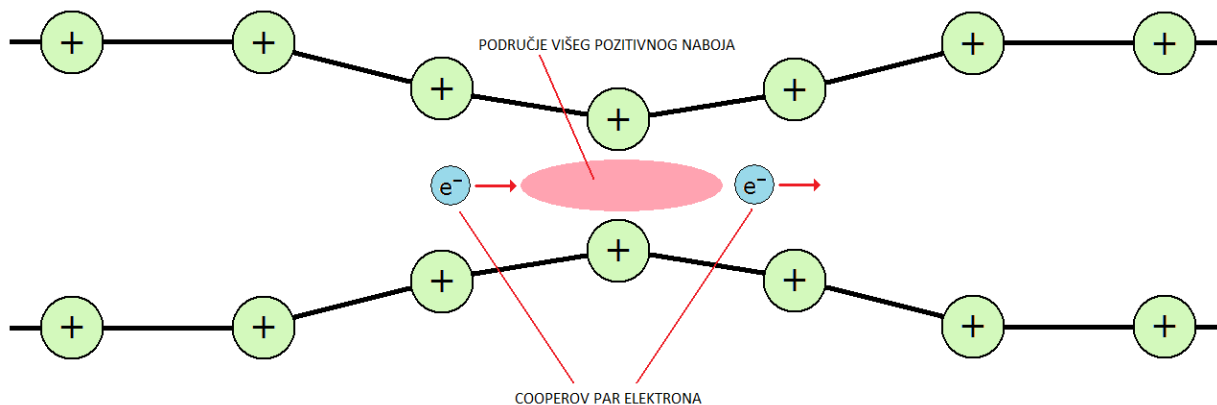 + + + + + + +
PODRUČJE VIŠEG POZITIVNOG NABOJA
e⁻ e⁻
+ + + + + + +
COOPEROV PAR ELEKTRONA